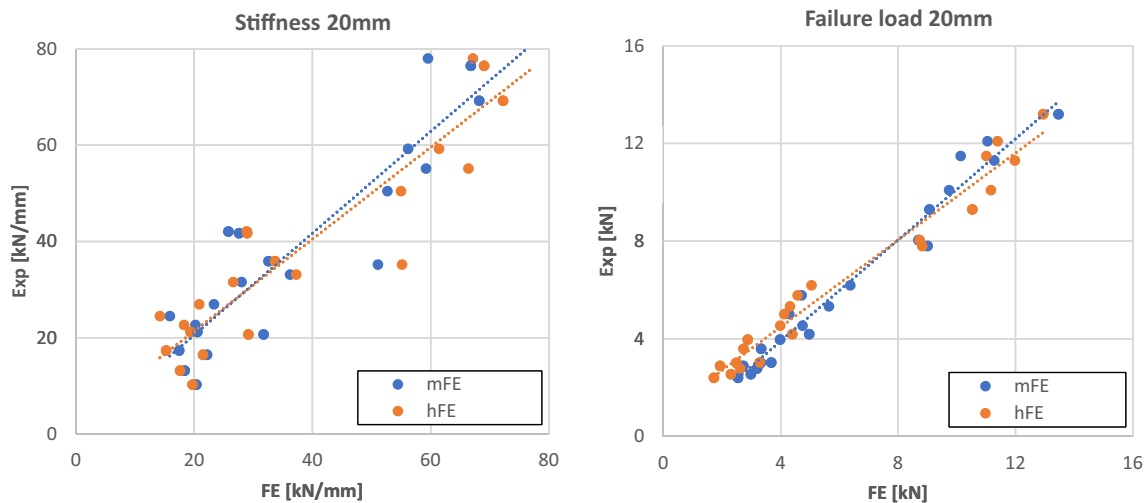 Stiffness 20mm
80
60
40
20
0
0 20 40 60 80
Exp [kN/mm]
FE [kN/mm]
mFE
hFE
Failure load 20mm
16
12
8
4
0
0 4 8 12 16
Exp [kN]
FE [kN]
mFE
hFE